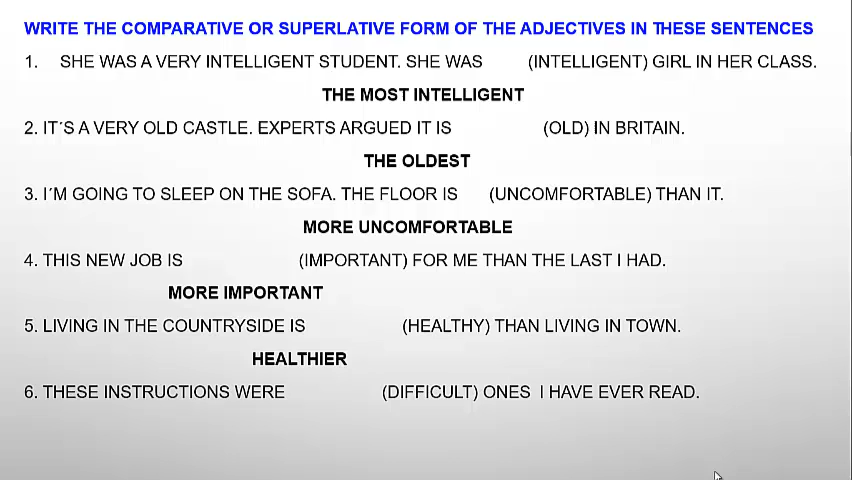 WRITE THE COMPARATIVE OR SUPERLATIVE FORM OF THE ADJECTIVES IN THESE SENTENCES
1. SHE WAS A VERY INTELLIGENT STUDENT. SHE WAS (INTELLIGENT) GIRL IN HER CLASS.
THE MOST INTELLIGENT
2. IT´S A VERY OLD CASTLE. EXPERTS ARGUED IT IS (OLD) IN BRITAIN.
THE OLDEST
3. I´M GOING TO SLEEP ON THE SOFA. THE FLOOR IS (UNCOMFORTABLE) THAN IT.
MORE UNCOMFORTABLE
4. THIS NEW JOB IS (IMPORTANT) FOR ME THAN THE LAST I HAD.
MORE IMPORTANT
5. LIVING IN THE COUNTRYSIDE IS (HEALTHY) THAN LIVING IN TOWN.
HEALTHIER
6. THESE INSTRUCTIONS WERE (DIFFICULT) ONES I HAVE EVER READ.